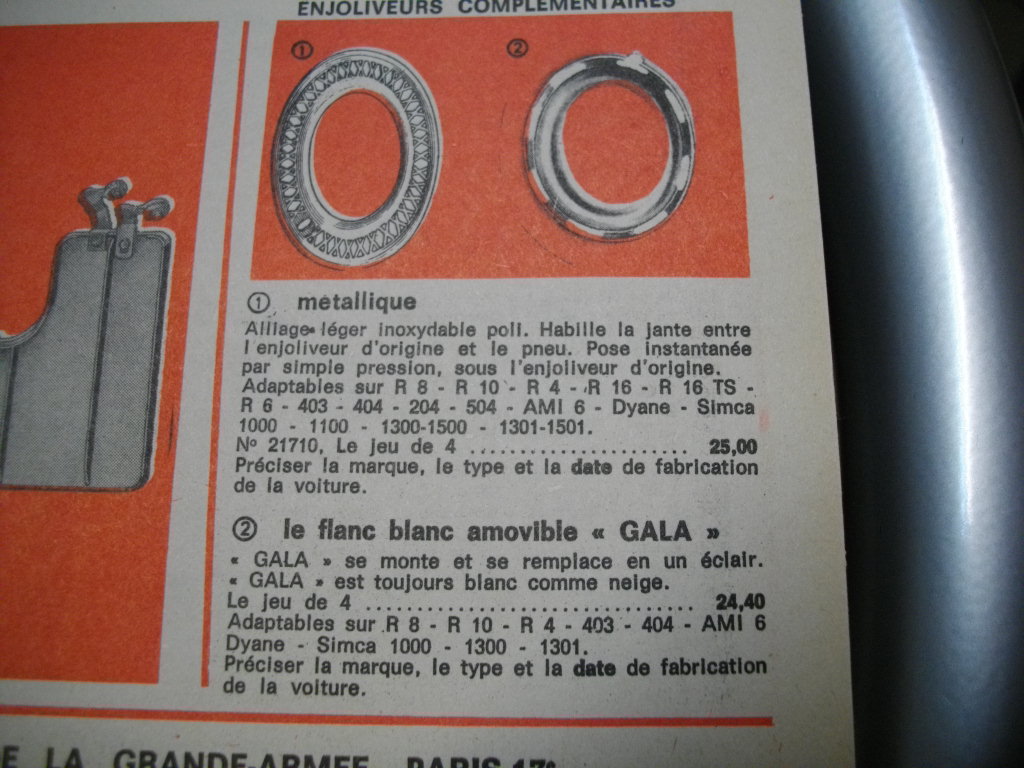 ENJOLIVEURS COMPLEMENTAIRES
① ②
① métallique
Alliage léger inoxydable poli. Habille la jante entre
l'enjoliveur d'origine et le pneu. Pose instantanée
par simple pression, sous l'enjoliveur d'origine.
Adaptables sur R 8 - R 10 - R 4 - R 16 - R 16 TS -
R 6 - 403 - 404 - 204 - 504 - AMI 6 - Dyane - Simca
1000 - 1100 - 1300-1500 - 1301-1501.
N° 21710, Le jeu de 4 ...................... 25,00
Préciser la marque, le type et la date de fabrication
de la voiture.
② le flanc blanc amovible « GALA »
« GALA » se monte et se remplace en un éclair.
« GALA » est toujours blanc comme neige.
Le jeu de 4 ................................. 24,40
Adaptables sur R 8 - R 10 - R 4 - 403 - 404 - AMI 6
Dyane - Simca 1000 - 1300 - 1301.
Préciser la marque, le type et la date de fabrication
de la voiture.
E LA GRANDE-ARMEE PARIS-17e